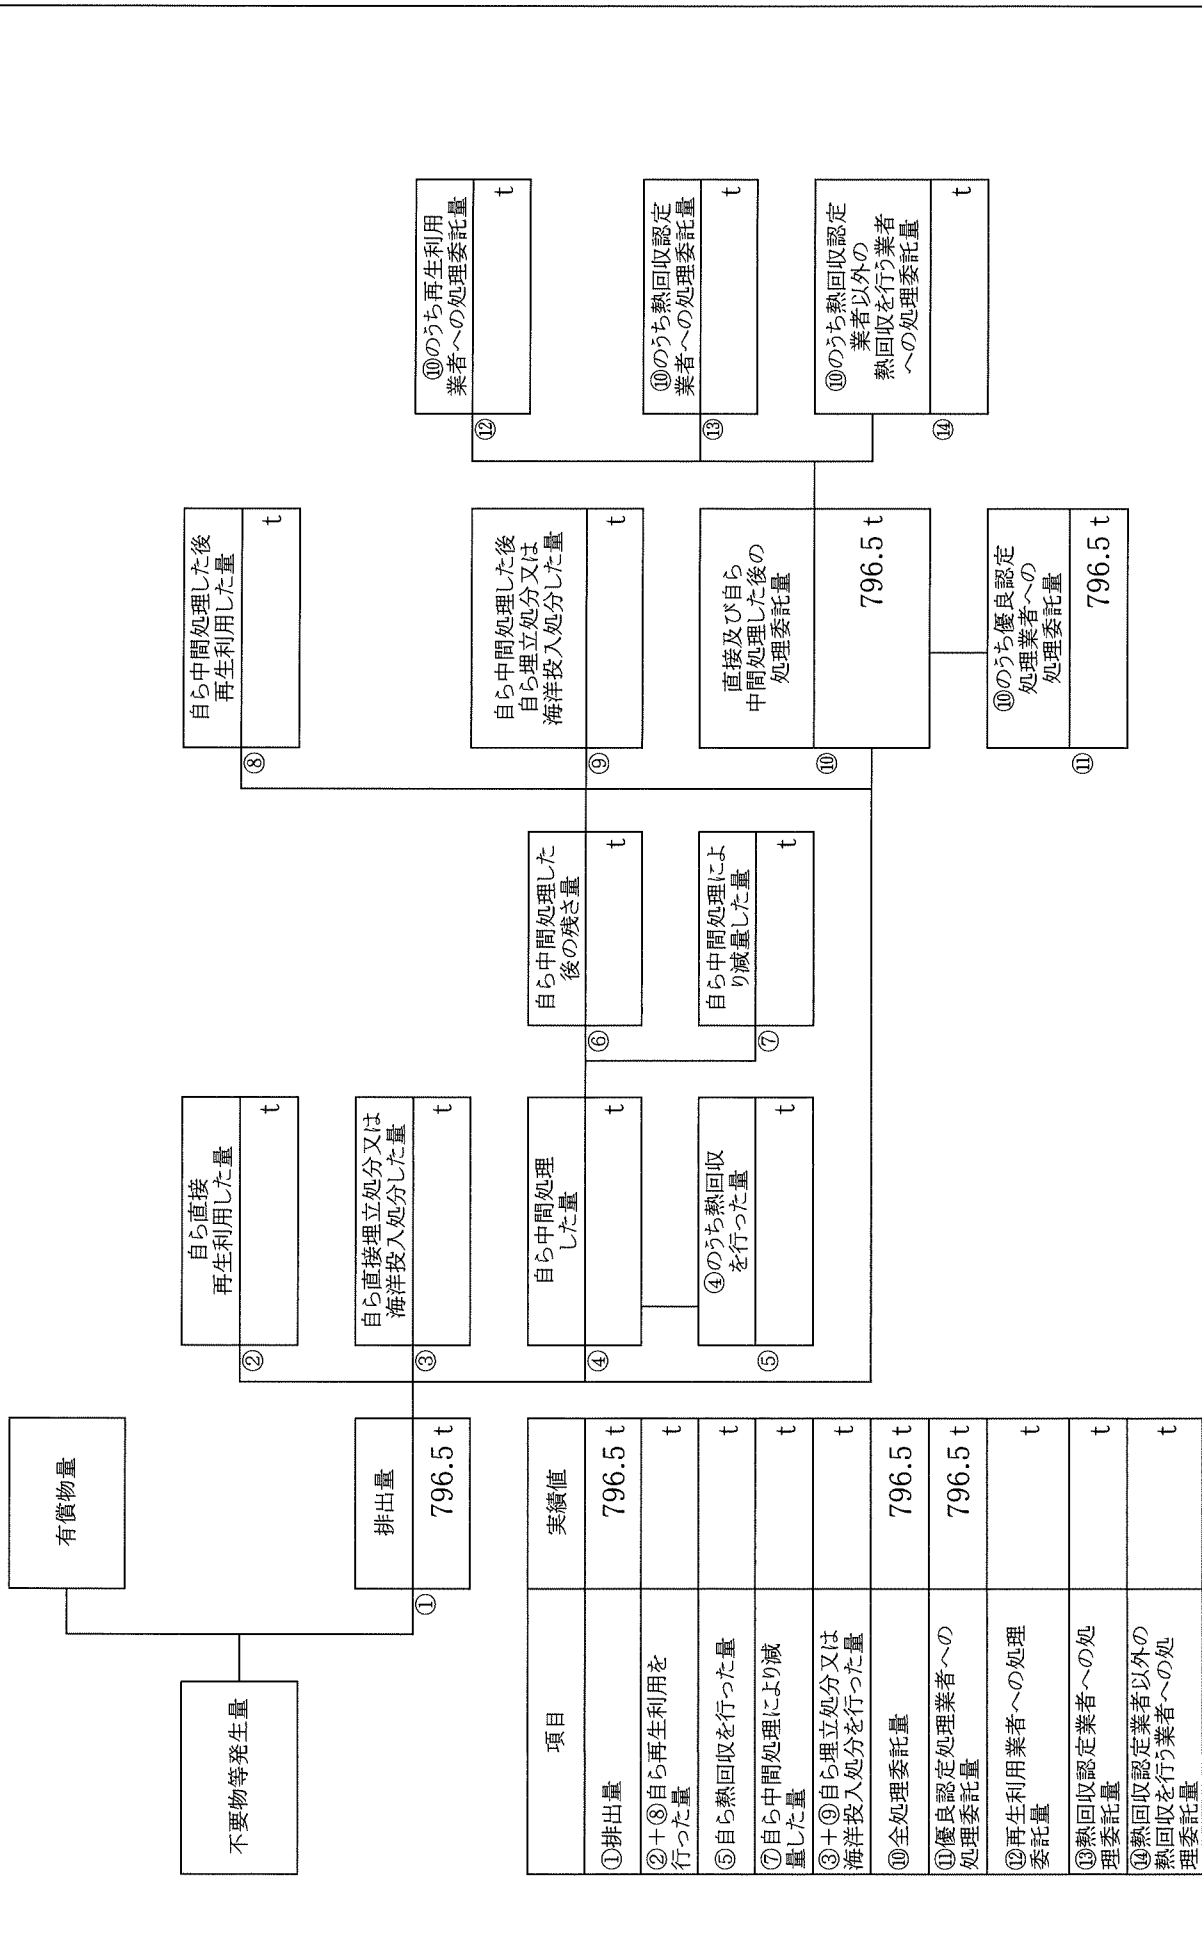 有償物量
不要物等発生量
排出量
①
796.5 t
自ら直接
再生利用した量
②
t
自ら直接埋立処分又は
海洋投入処分した量
③
t
自ら中間処理
した量
④
t
④のうち熱回収
を行った量
⑤
t
自ら中間処理した
後の残さ量
⑥
t
自ら中間処理によ
り減量した量
⑦
t
自ら中間処理した後
再生利用した量
⑧
t
自ら中間処理した後
自ら埋立処分又は
海洋投入処分した量
⑨
t
直接及び自ら
中間処理した後の
処理委託量
⑩
796.5 t
⑩のうち優良認定
処理業者への
処理委託量
⑪
796.5 t
⑩のうち再生利用
業者への処理委託量
⑫
t
⑩のうち熱回収認定
業者への処理委託量
⑬
t
⑩のうち熱回収認定
業者以外の
熱回収を行う業者
への処理委託量
⑭
t
項目
実績値
①排出量
796.5 t
②+⑧自ら再生利用を
行った量
t
⑤自ら熱回収を行った量
t
⑦自ら中間処理により減
量した量
t
③+⑨自ら埋立処分又は
海洋投入処分を行った量
t
⑩全処理委託量
796.5 t
⑪優良認定処理業者への
処理委託量
796.5 t
⑫再生利用業者への処理
委託量
t
⑬熱回収認定業者への処
理委託量
t
⑭熱回収認定業者以外の
熱回収を行う業者への処
理委託量
t